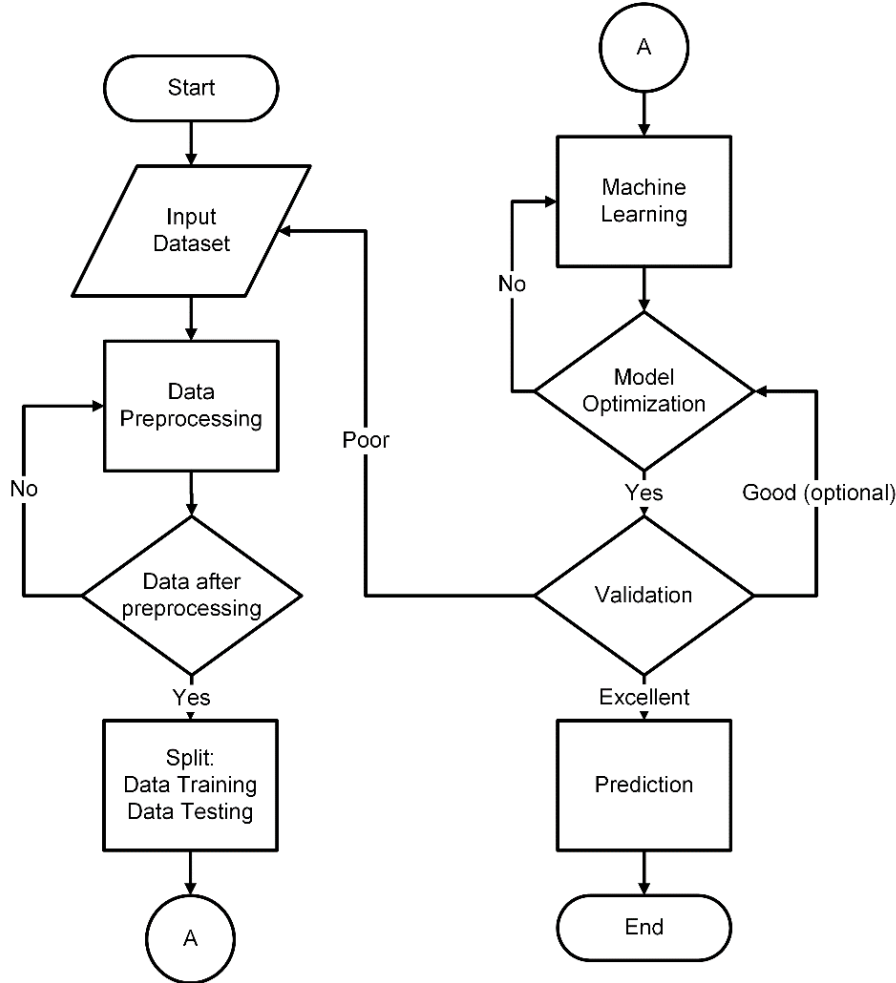 Start
Input
Dataset
Data
Preprocessing
No
Data after
preprocessing
Yes
Split:
Data Training
Data Testing
A
A
Machine
Learning
No
Model
Optimization
Yes
Good (optional)
Poor
Validation
Excellent
Prediction
End